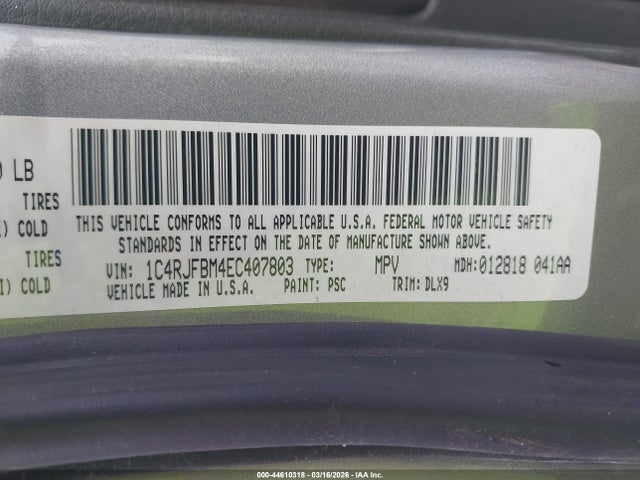 0 LB
TIRES
) COLD
TIRES
I) COLD
THIS VEHICLE CONFORMS TO ALL APPLICABLE U.S.A. FEDERAL MOTOR VEHICLE SAFETY
STANDARDS IN EFFECT ON THE DATE OF MANUFACTURE SHOWN ABOVE.
VIN: 1C4RJFBM4EC407803 TYPE: MPV MDH: 012818 041AA
VEHICLE MADE IN U.S.A. PAINT: PSC TRIM: DLX9
000-44610318 - 03/16/2026 - IAA Inc.